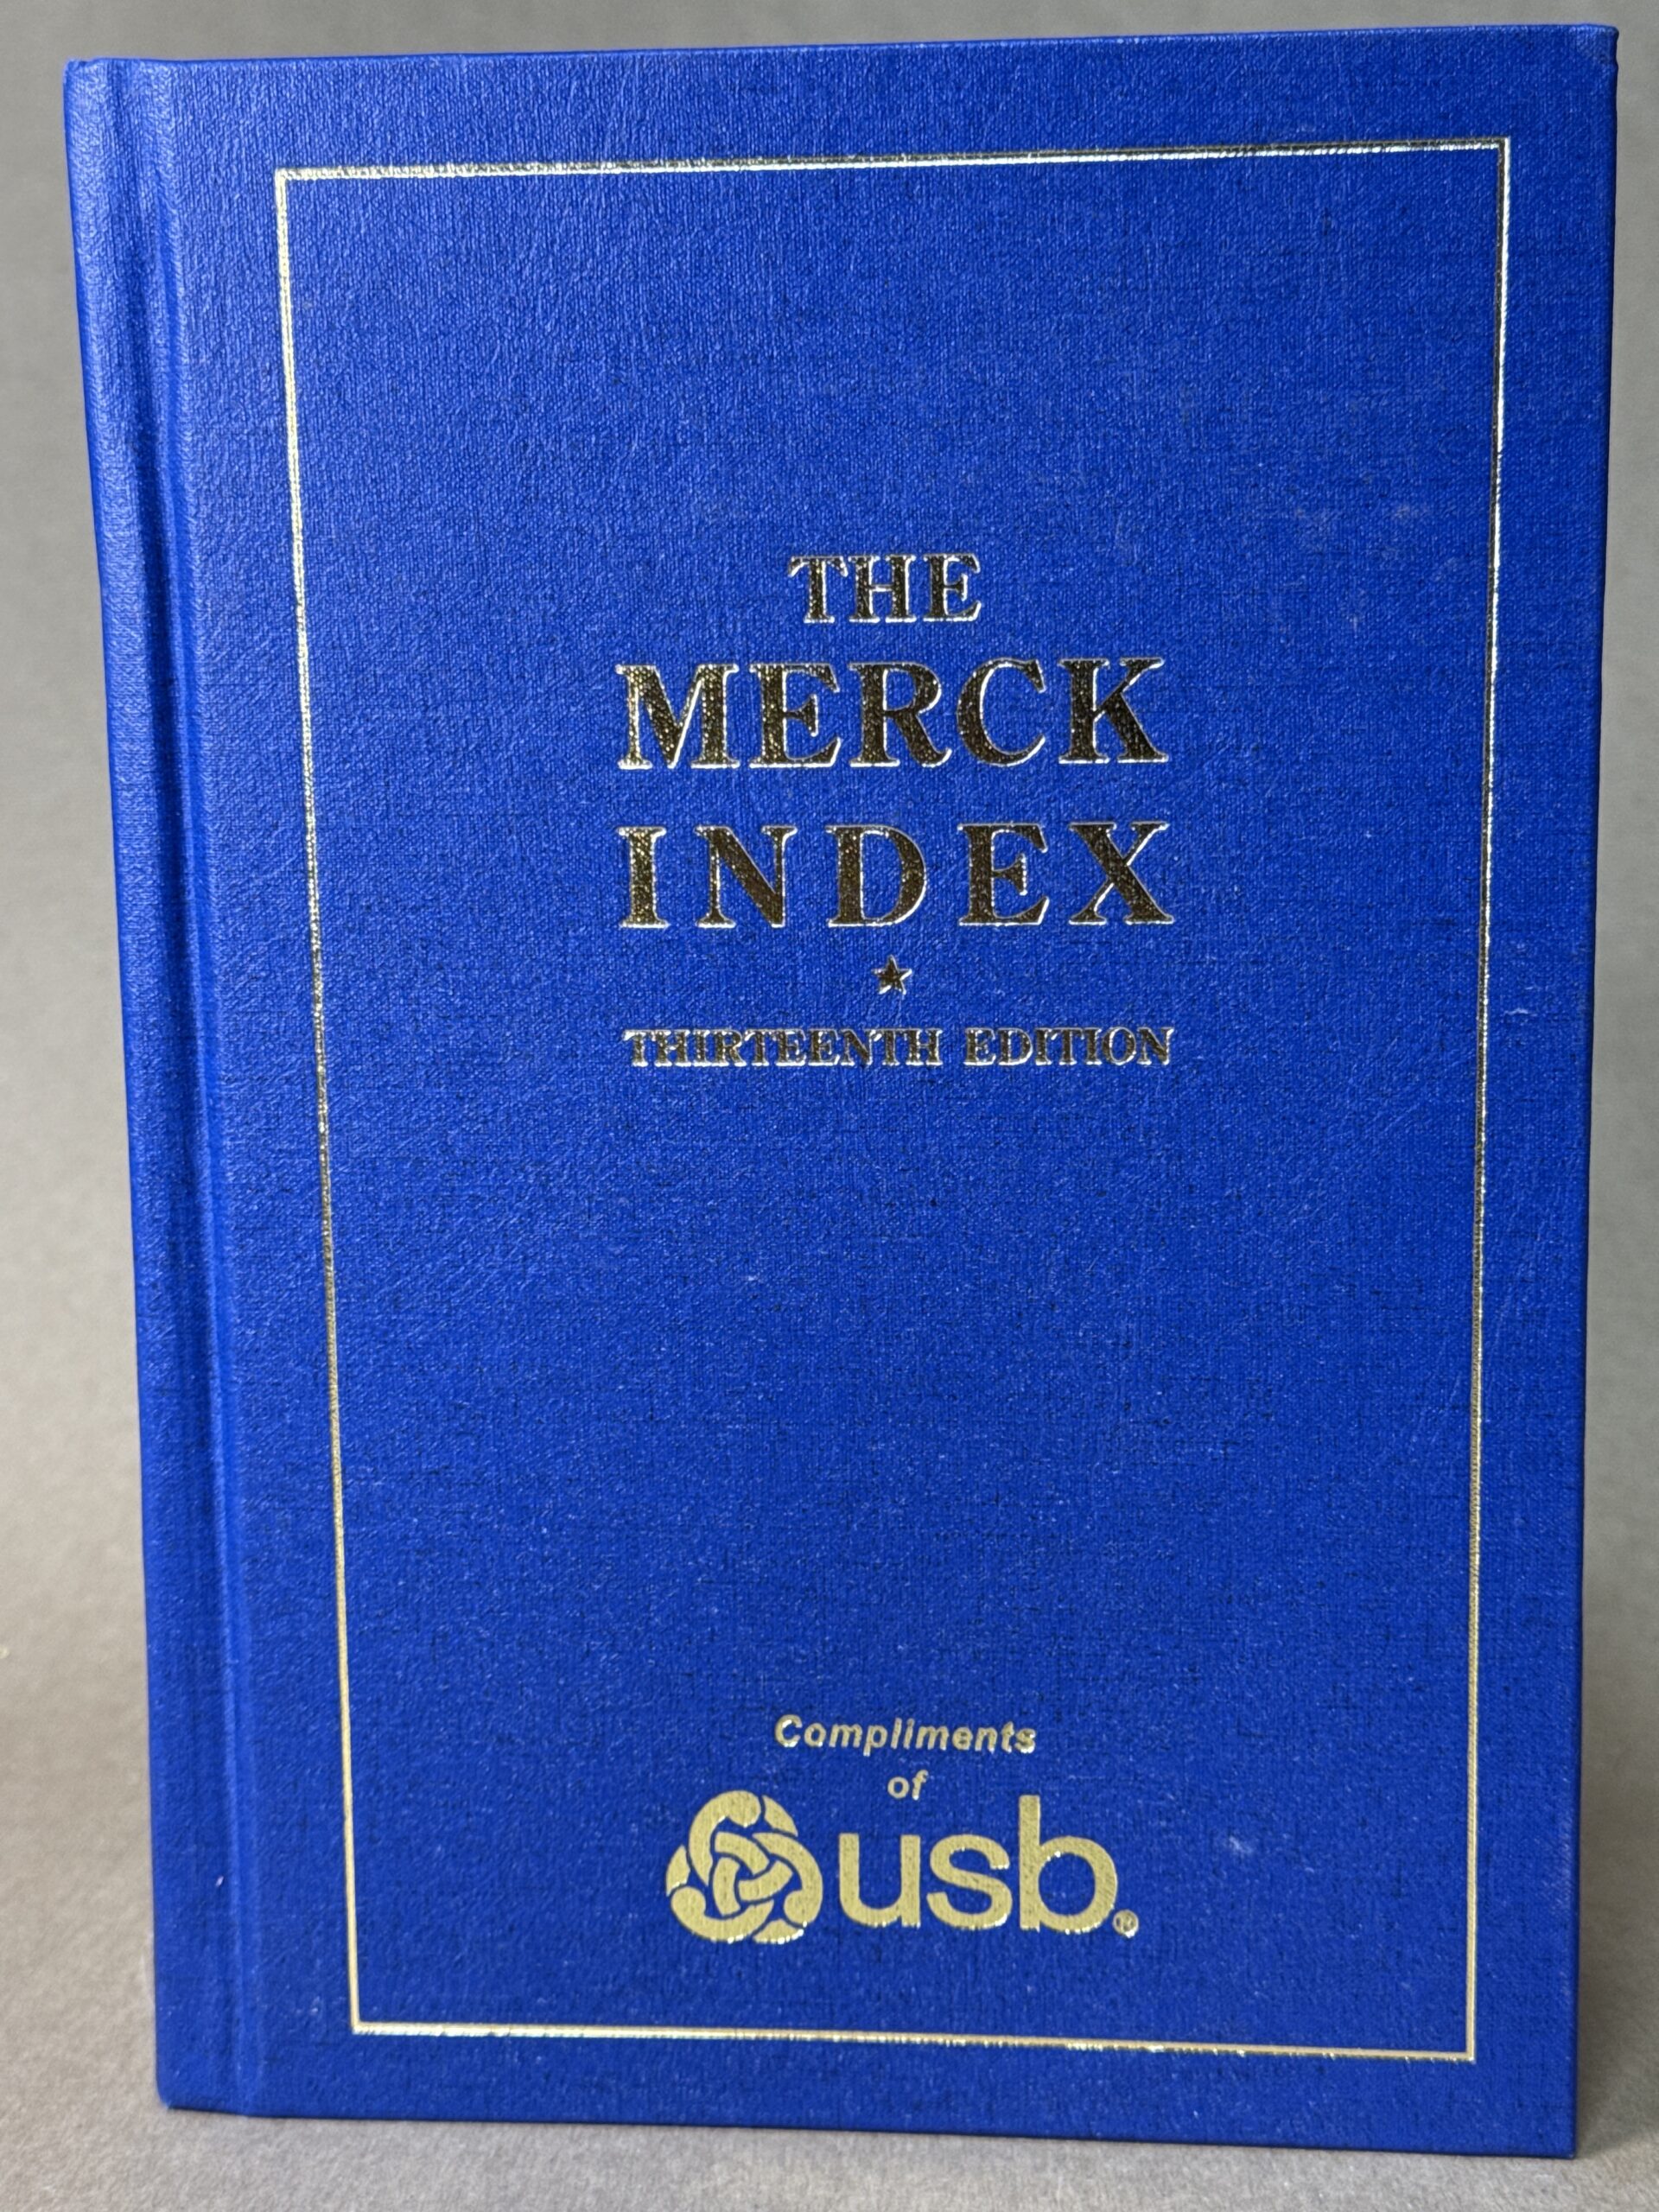 THE
MERCK
INDEX
★
THIRTEENTH EDITION
Compliments
of
usb®